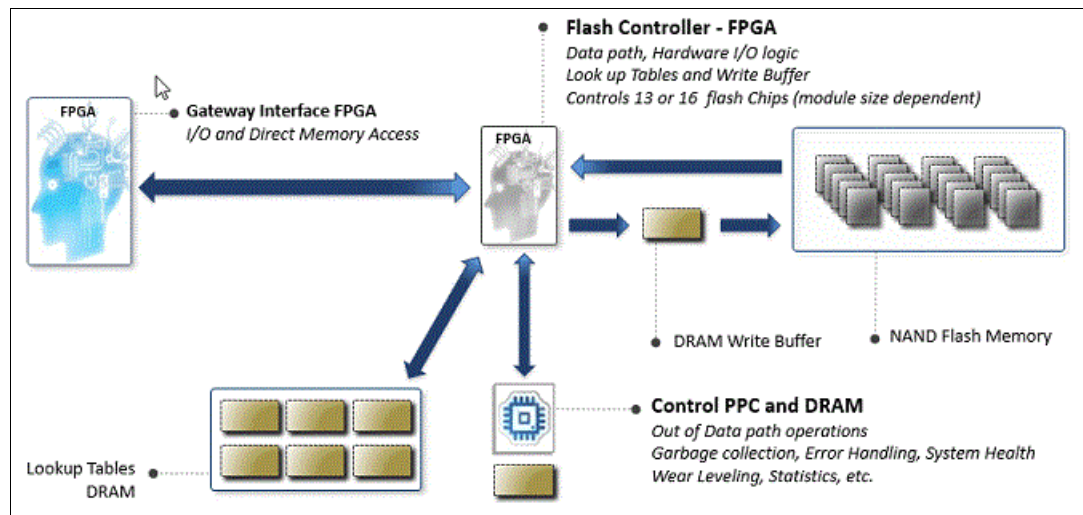 Flash Controller - FPGA
Data path, Hardware I/O logic
Look up Tables and Write Buffer
Controls 13 or 16 flash Chips (module size dependent)
FPGA
Gateway Interface FPGA
I/O and Direct Memory Access
FPGA
DRAM Write Buffer
NAND Flash Memory
Control PPC and DRAM
Out of Data path operations
Garbage collection, Error Handling, System Health
Wear Leveling, Statistics, etc.
Lookup Tables
DRAM